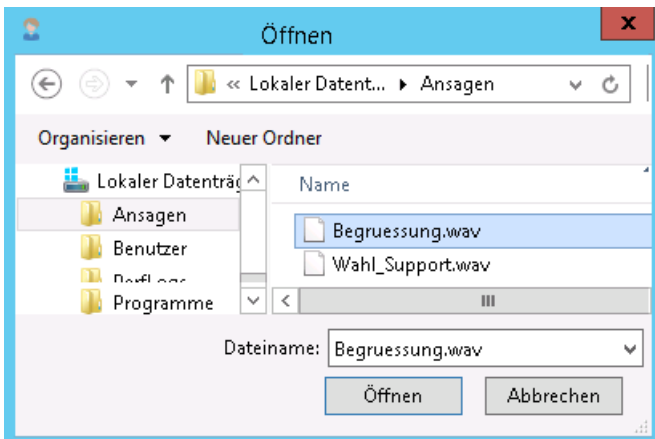 Öffnen
x
« Lokaler Datent... ▸ Ansagen
Organisieren Neuer Ordner
Lokaler Datenträg
Name
Ansagen
Begruessung.wav
Benutzer
Wahl_Support.wav
Programme
Dateiname: Begruessung.wav
Öffnen Abbrechen